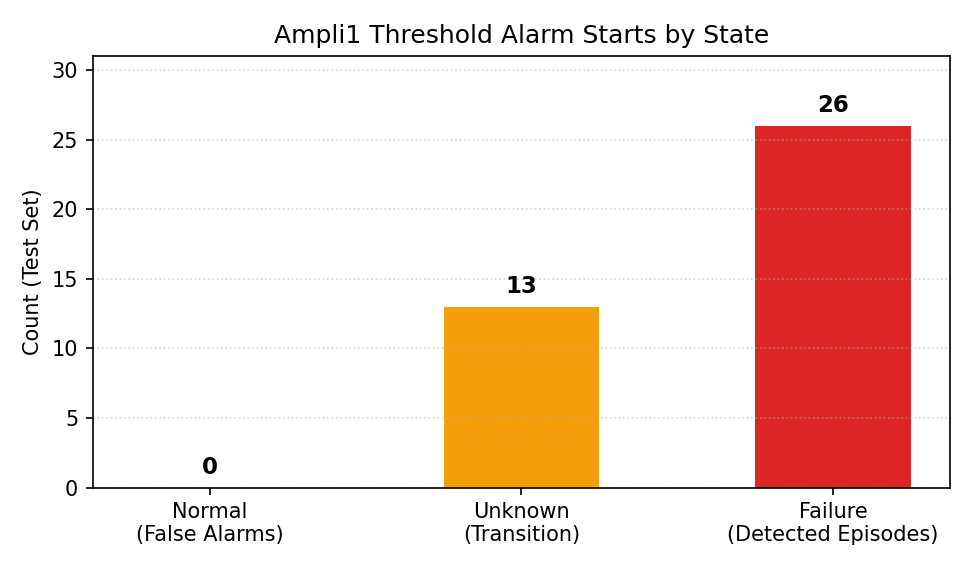 Ampli1 Threshold Alarm Starts by State
Count (Test Set)
30
25
20
15
10
5
0
0
13
26
Normal
(False Alarms)
Unknown
(Transition)
Failure
(Detected Episodes)